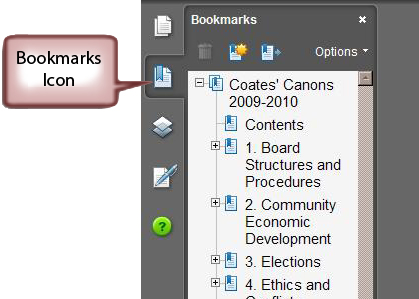 Bookmarks
Icon
Bookmarks
Options
Coates' Canons
2009-2010
Contents
1. Board
Structures and
Procedures
2. Community
Economic
Development
3. Elections
4. Ethics and